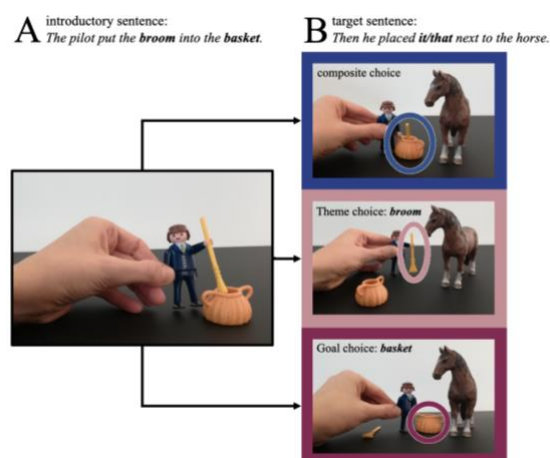 A introductory sentence:
The pilot put the broom into the basket.
B target sentence:
Then he placed it/that next to the horse.
composite choice
Theme choice: broom
Goal choice: basket